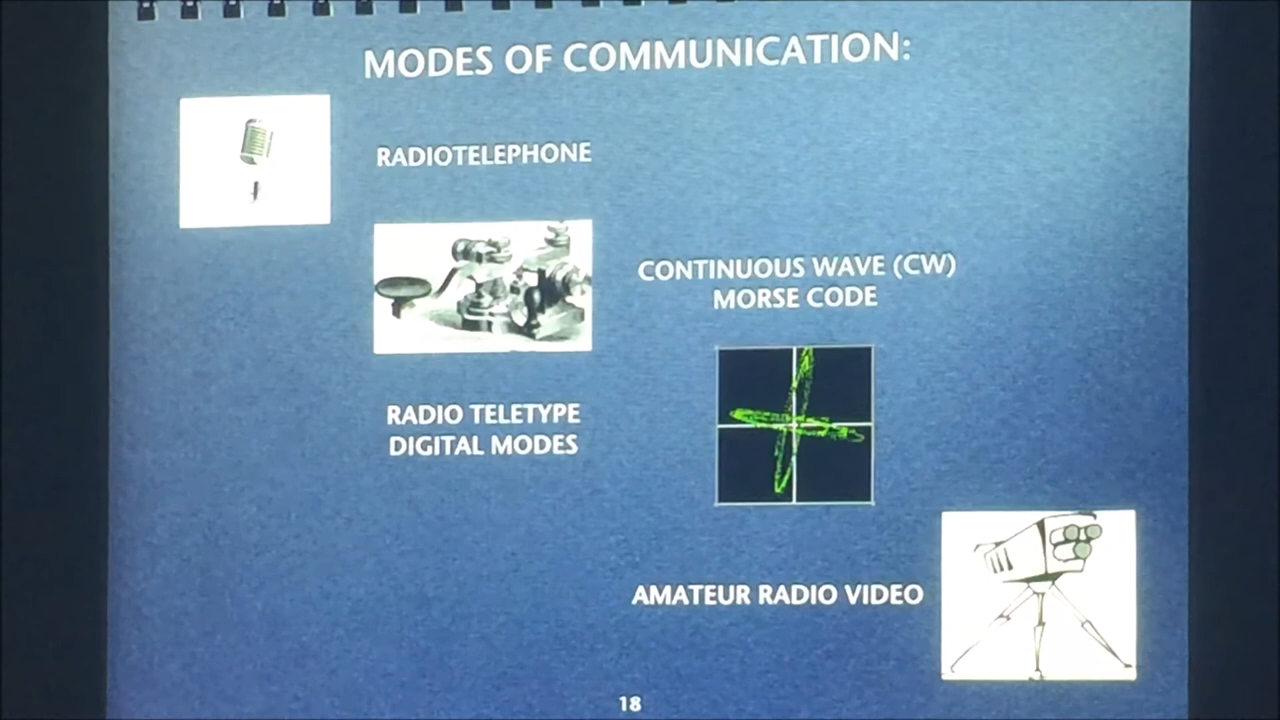 MODES OF COMMUNICATION:
RADIOTELEPHONE
CONTINUOUS WAVE (CW)
MORSE CODE
RADIO TELETYPE
DIGITAL MODES
AMATEUR RADIO VIDEO
18